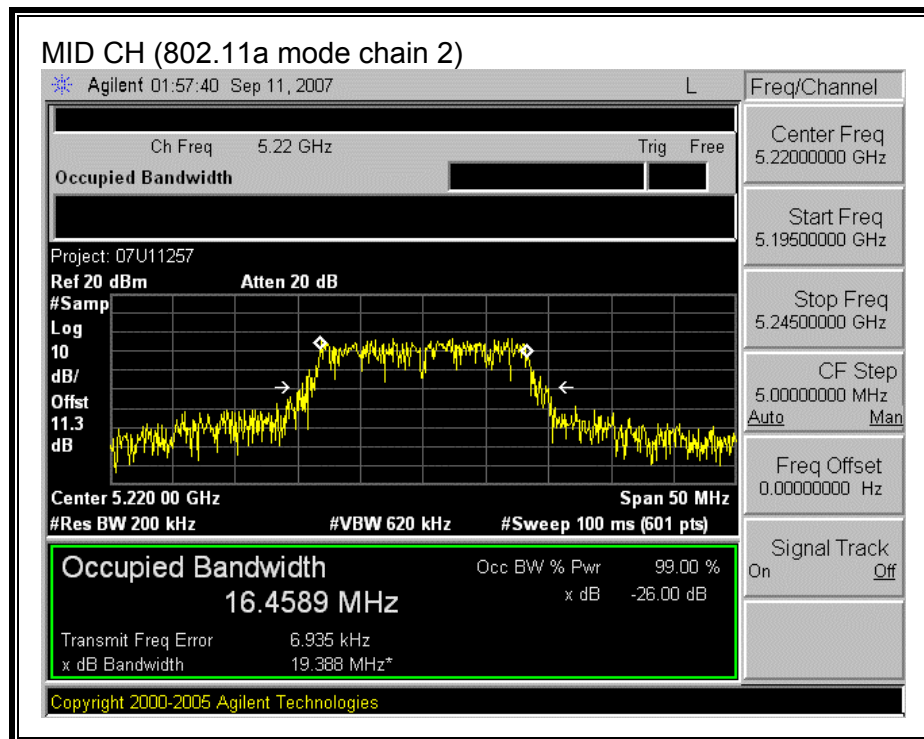 MID CH (802.11a mode chain 2)
Agilent 01:57:40 Sep 11, 2007 L
Freq/Channel
Ch Freq 5.22 GHz Trig Free
Occupied Bandwidth
Center Freq
5.22000000 GHz
Start Freq
5.19500000 GHz
Stop Freq
5.24500000 GHz
CF Step
5.00000000 MHz
Auto Man
Freq Offset
0.00000000 Hz
Signal Track
On Off
Project: 07U11257
Ref 20 dBm Atten 20 dB
#Samp
Log
10
dB/
Offst
11.3
dB
Center 5.220 00 GHz Span 50 MHz
#Res BW 200 kHz #VBW 620 kHz #Sweep 100 ms (601 pts)
Occupied Bandwidth Occ BW % Pwr 99.00 %
16.4589 MHz x dB -26.00 dB
Transmit Freq Error 6.935 kHz
x dB Bandwidth 19.388 MHz*
Copyright 2000-2005 Agilent Technologies